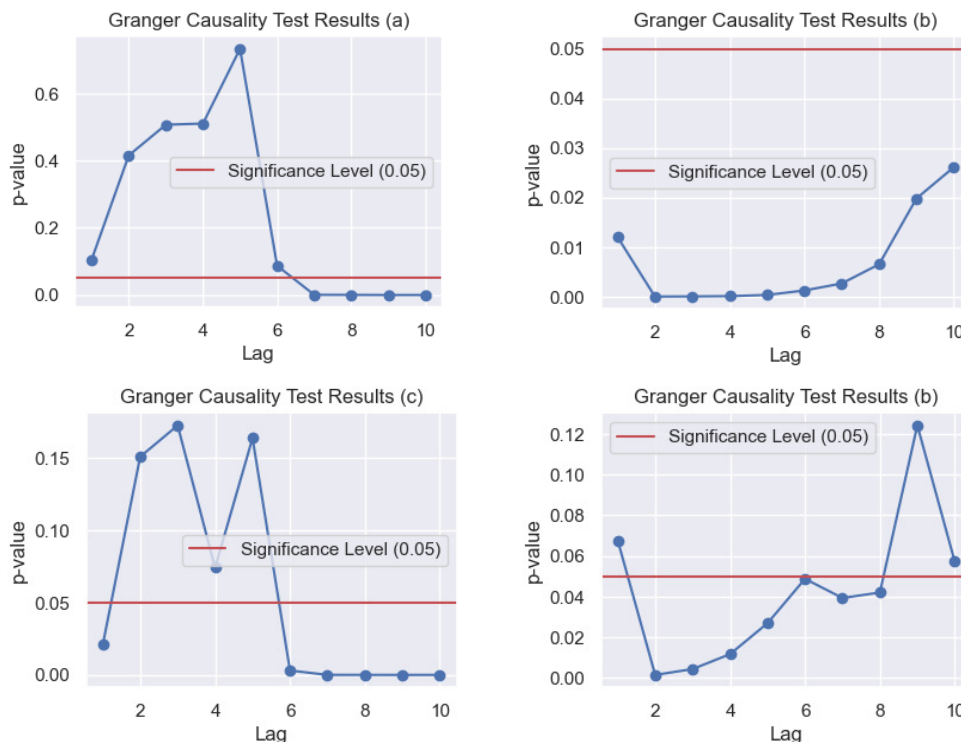 Granger Causality Test Results (a)
p-value
0.6
0.4
0.2
0.0
Significance Level (0.05)
2 4 6 8 10
Lag
Granger Causality Test Results (b)
p-value
0.05
0.04
0.03
0.02
0.01
0.00
Significance Level (0.05)
2 4 6 8 10
Lag
Granger Causality Test Results (c)
p-value
0.15
0.10
0.05
0.00
Significance Level (0.05)
2 4 6 8 10
Lag
Granger Causality Test Results (b)
p-value
0.12
0.10
0.08
0.06
0.04
0.02
0.00
Significance Level (0.05)
2 4 6 8 10
Lag